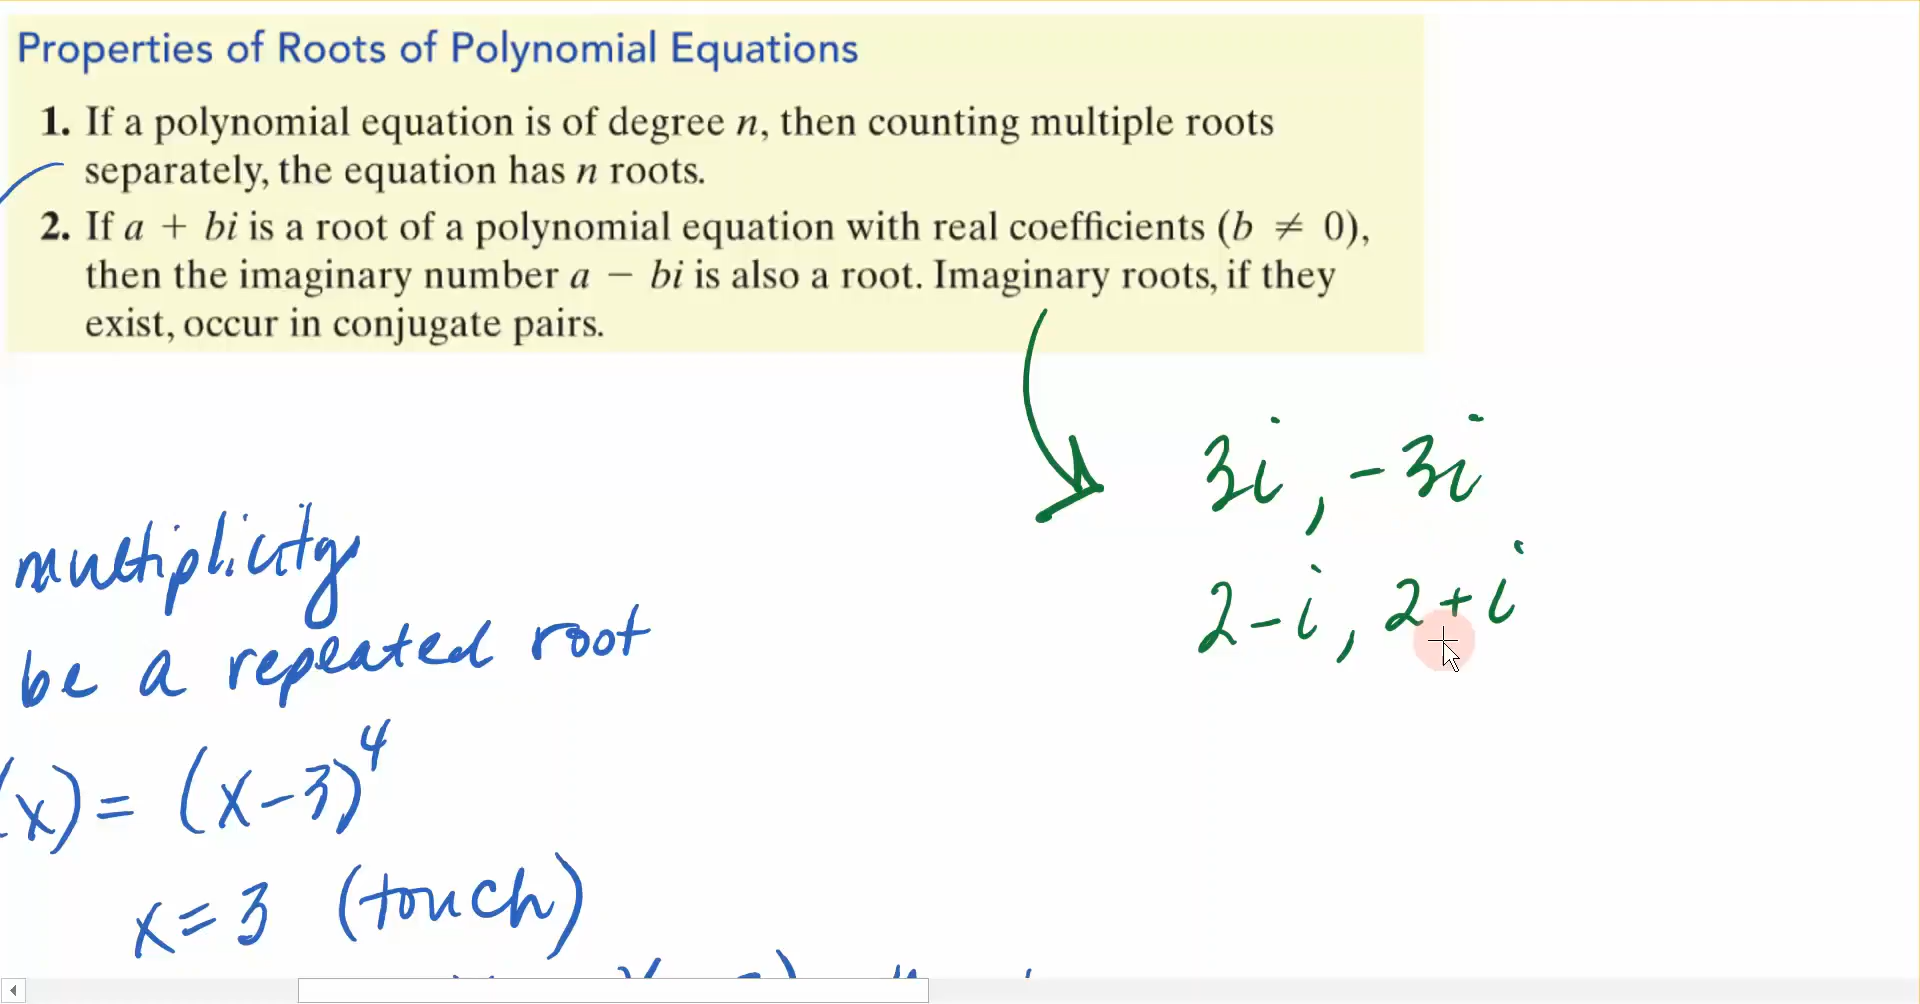 Properties of Roots of Polynomial Equations
1. If a polynomial equation is of degree n, then counting multiple roots
separately, the equation has n roots.
2. If a + bi is a root of a polynomial equation with real coefficients (b ≠ 0),
then the imaginary number a − bi is also a root. Imaginary roots, if they
exist, occur in conjugate pairs.
3i, -3i
2-i, 2+i
multiplicity
be a repeated root
(x) = (x-3)^4
x=3 (touch)